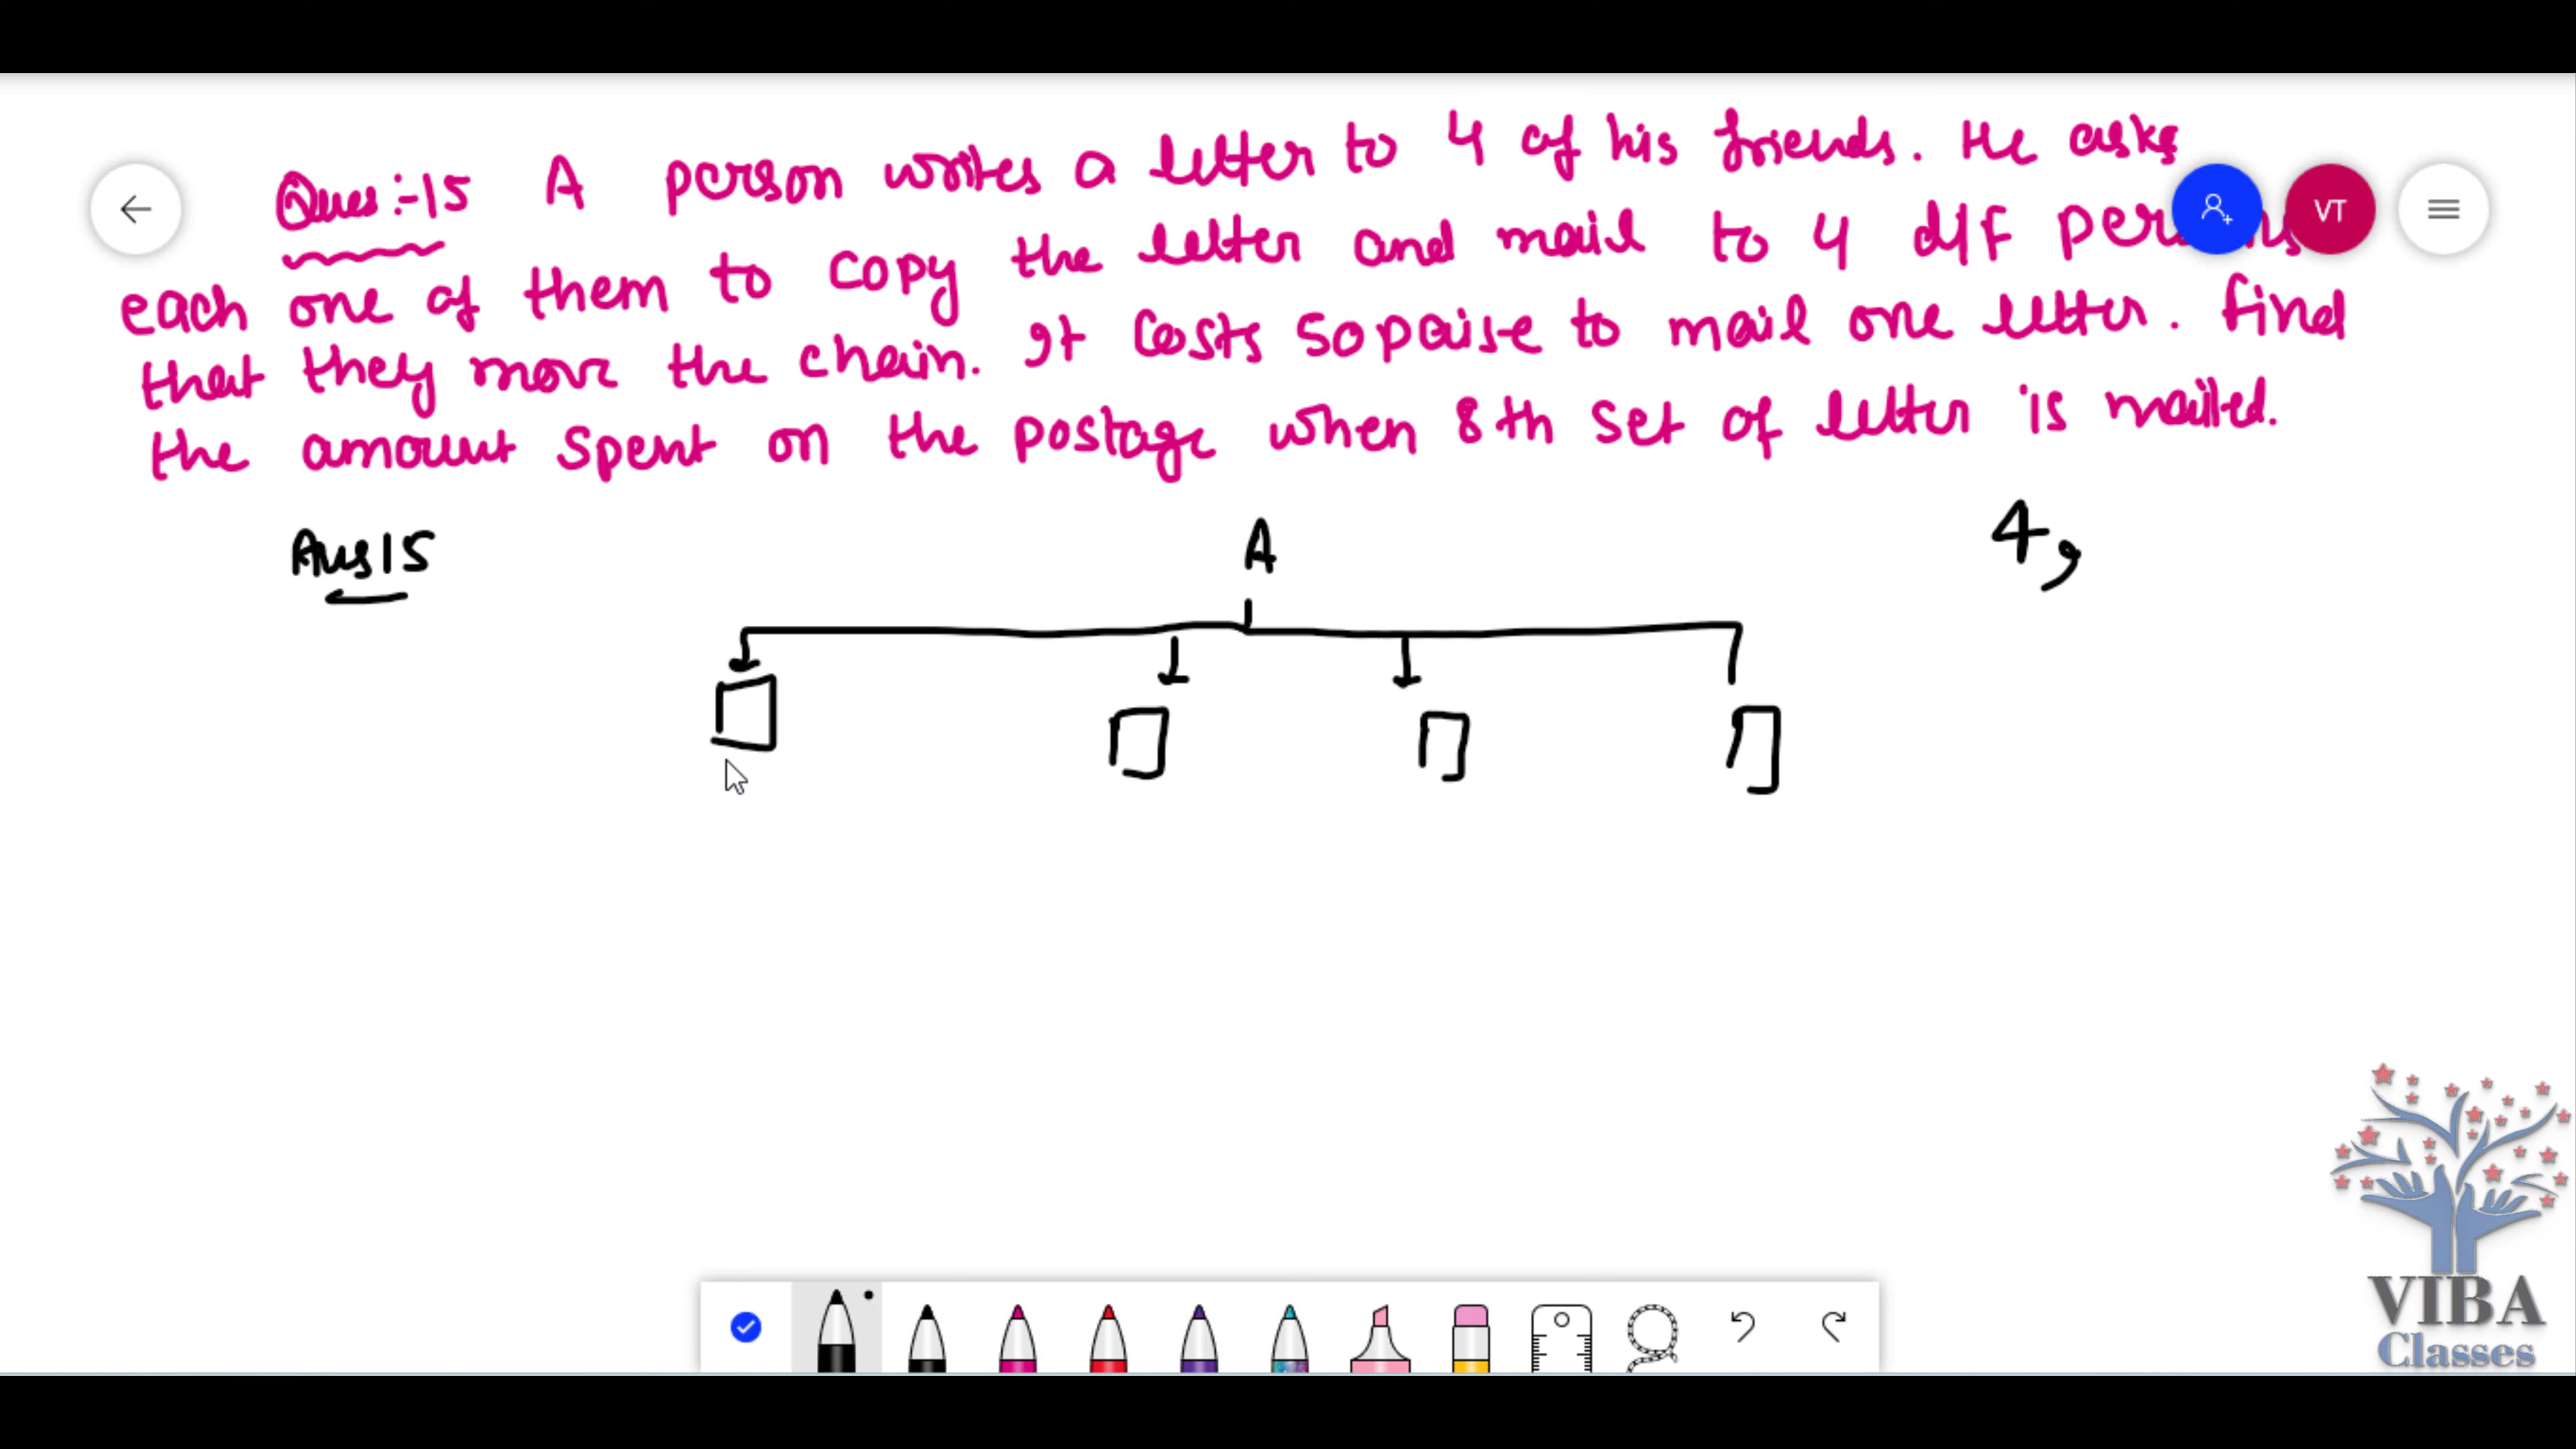 Ques:-15 A person writes a letter to 4 of his friends. He asks
each one of them to copy the letter and mail to 4 diff
that they move the chain. It costs 50 paise to mail one letter. Find
the amount spent on the postage when 8th set of letter is mailed.
VT
Ans15
A
4,
VIBA
Classes